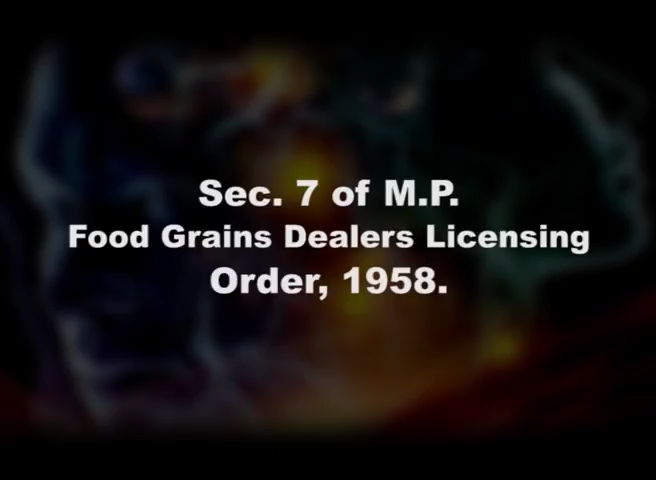 Sec. 7 of M.P.
Food Grains Dealers Licensing
Order, 1958.